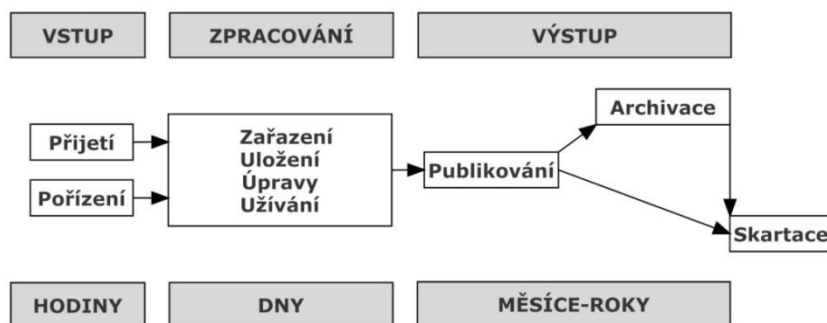 VSTUP
ZPRACOVÁNÍ
VÝSTUP
Archivace
Přijetí
Pořízení
Zařazení
Uložení
Úpravy
Užívání
Publikování
Skartace
HODINY
DNY
MĚSÍCE-ROKY